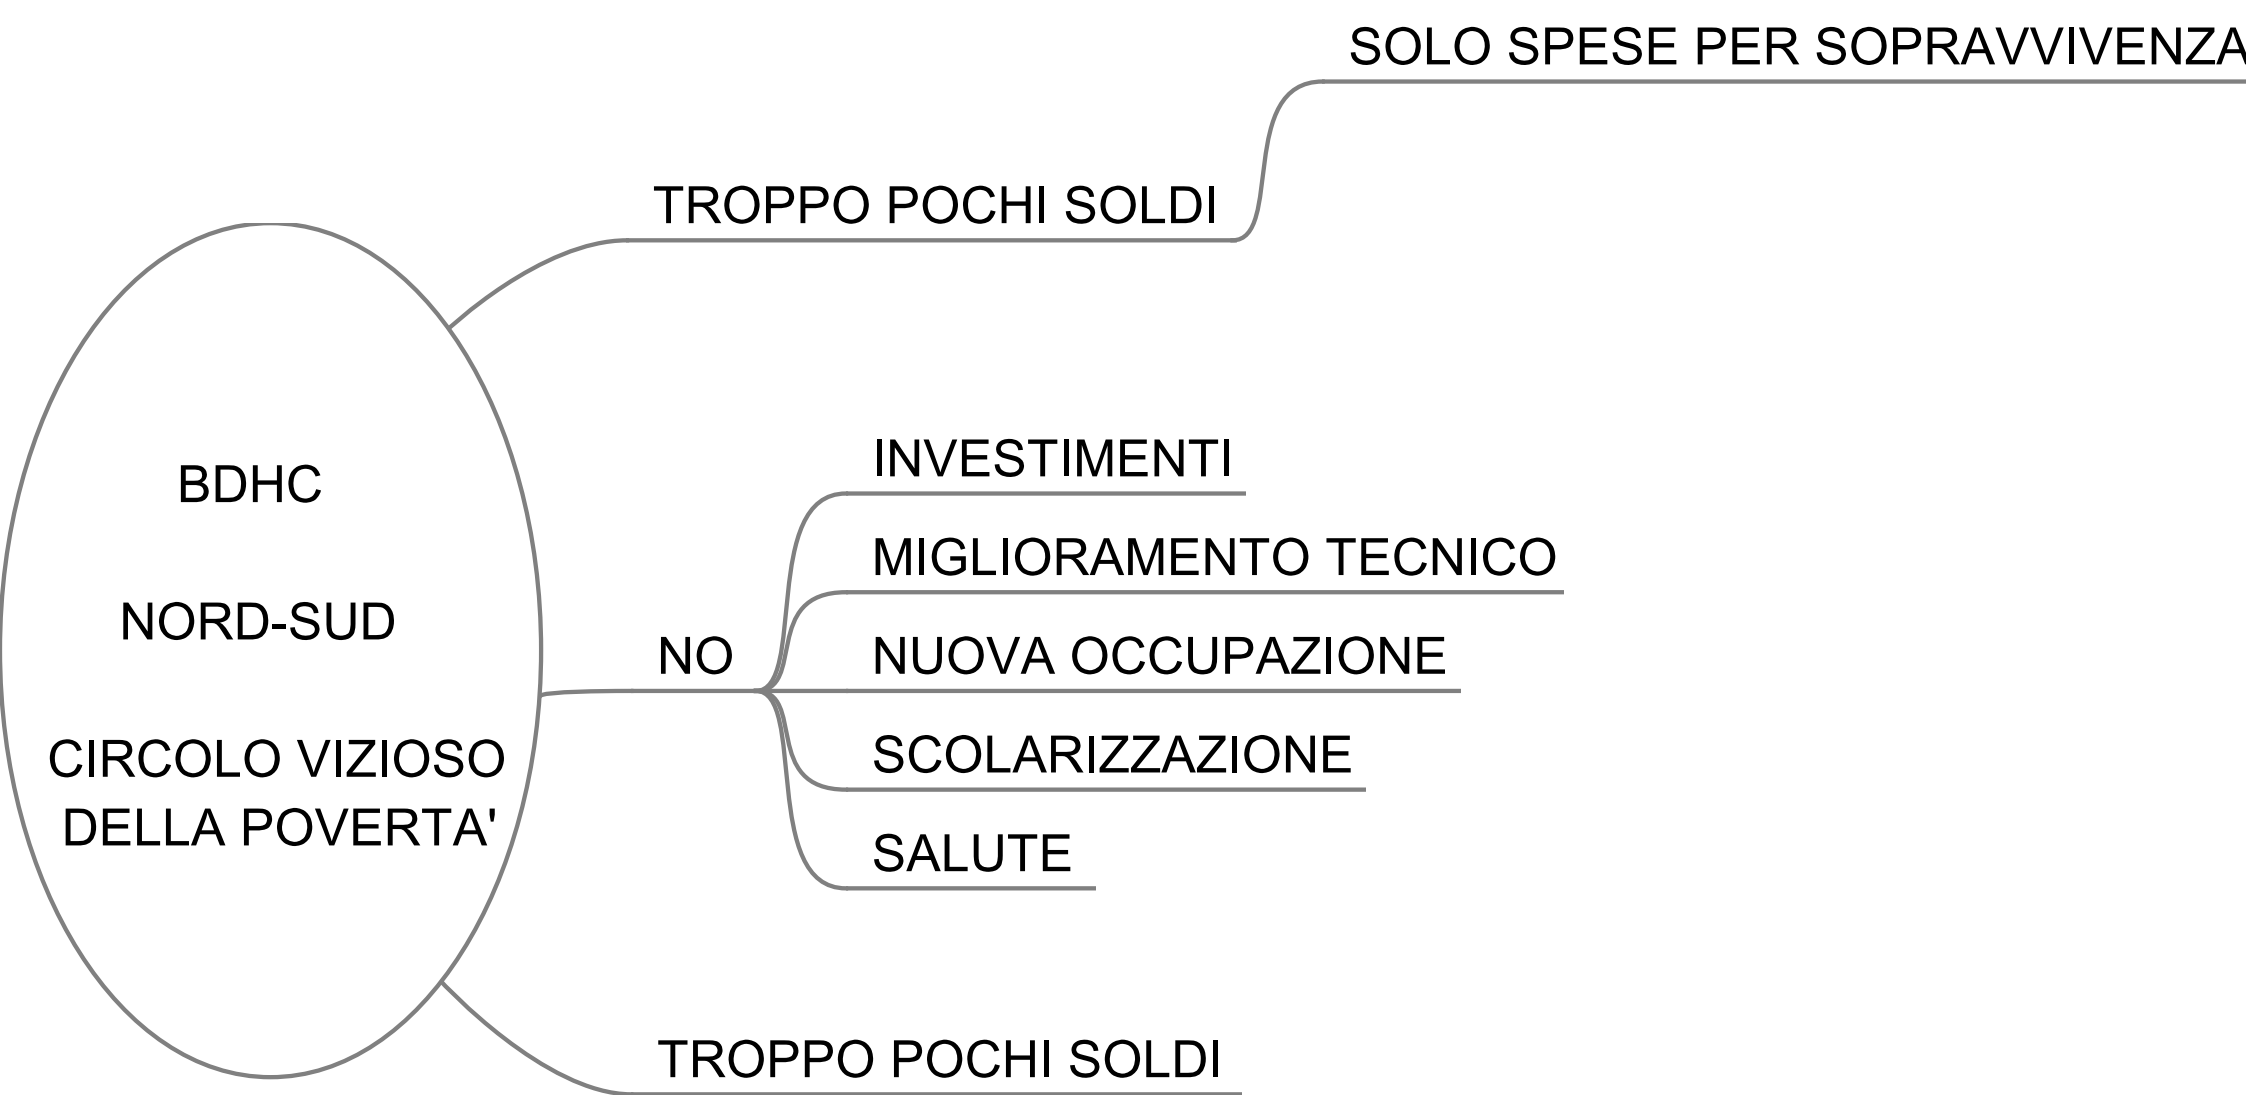 SOLO SPESE PER SOPRAVVIVENZA
TROPPO POCHI SOLDI
BDHC
NORD-SUD
CIRCOLO VIZIOSO
DELLA POVERTA'
NO
INVESTIMENTI
MIGLIORAMENTO TECNICO
NUOVA OCCUPAZIONE
SCOLARIZZAZIONE
SALUTE
TROPPO POCHI SOLDI